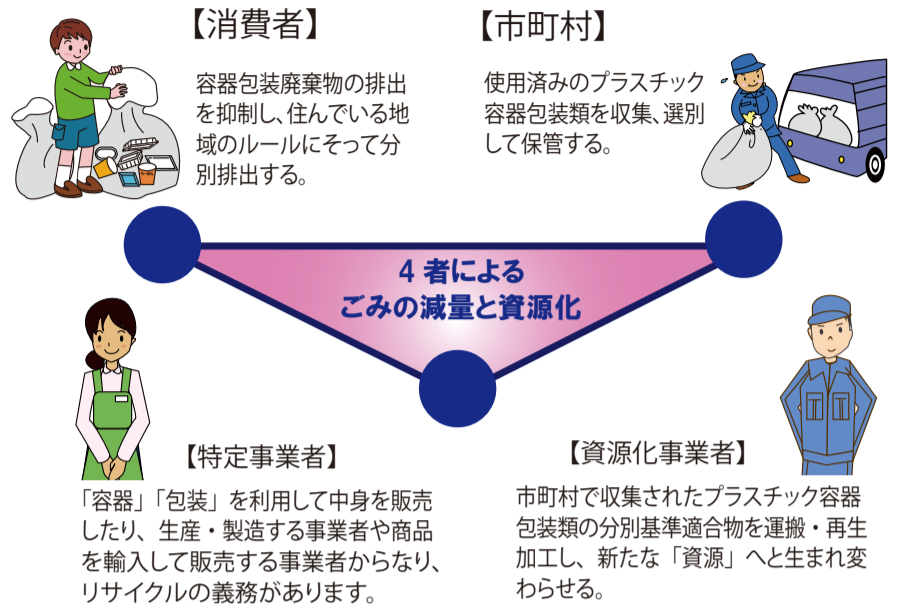 【消費者】
容器包装廃棄物の排出
を抑制し、住んでいる地
域のルールにそって分
別排出する。
【市町村】
使用済みのプラスチック
容器包装類を収集、選別
して保管する。
4 者による
ごみの減量と資源化
【特定事業者】
「容器」「包装」を利用して中身を販売
したり、生産・製造する事業者や商品
を輸入して販売する事業者からなり、
リサイクルの義務があります。
【資源化事業者】
市町村で収集されたプラスチック容器
包装類の分別基準適合物を運搬・再生
加工し、新たな「資源」へと生まれ変
わらせる。